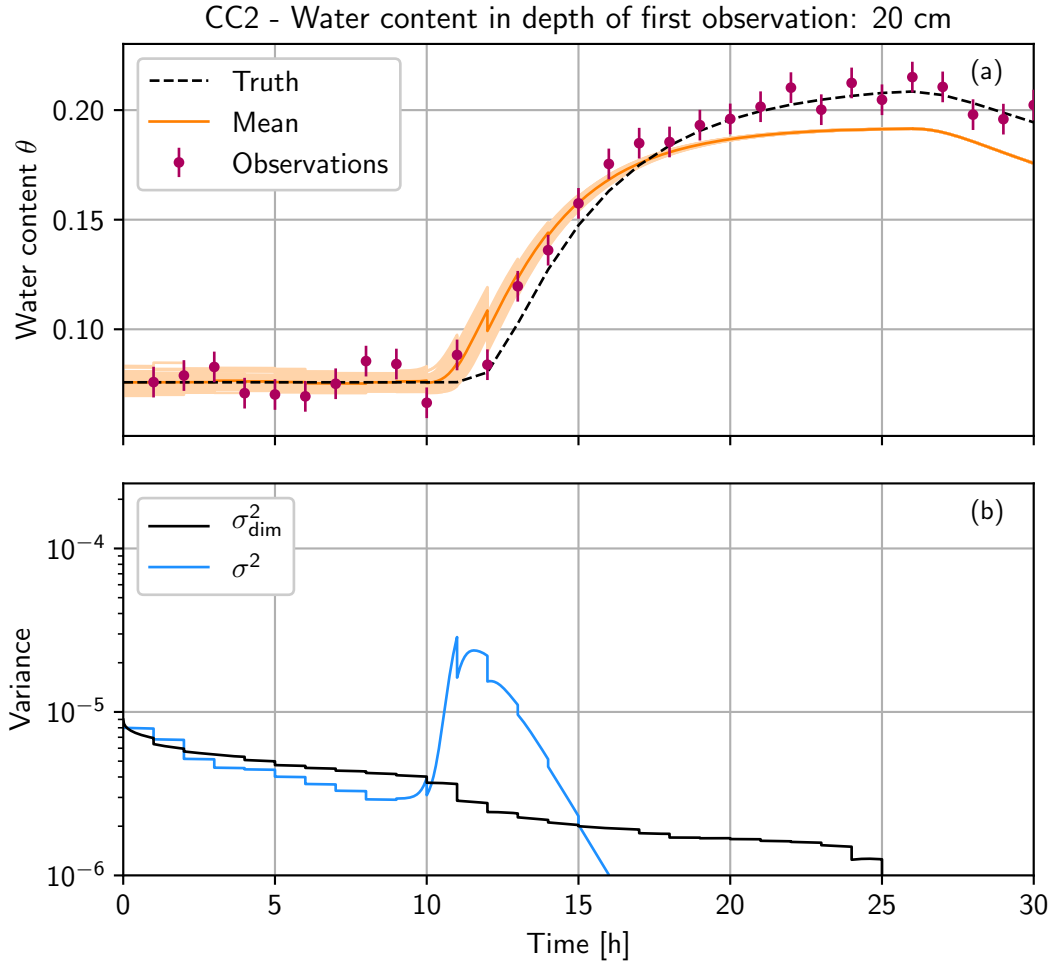 CC2 - Water content in depth of first observation: 20 cm
(a)
Truth
Mean
Observations
0.20
0.15
0.10
Water content θ
(b)
σ²dim
σ²
10⁻⁴
10⁻⁵
10⁻⁶
Variance
0 5 10 15 20 25 30
Time [h]